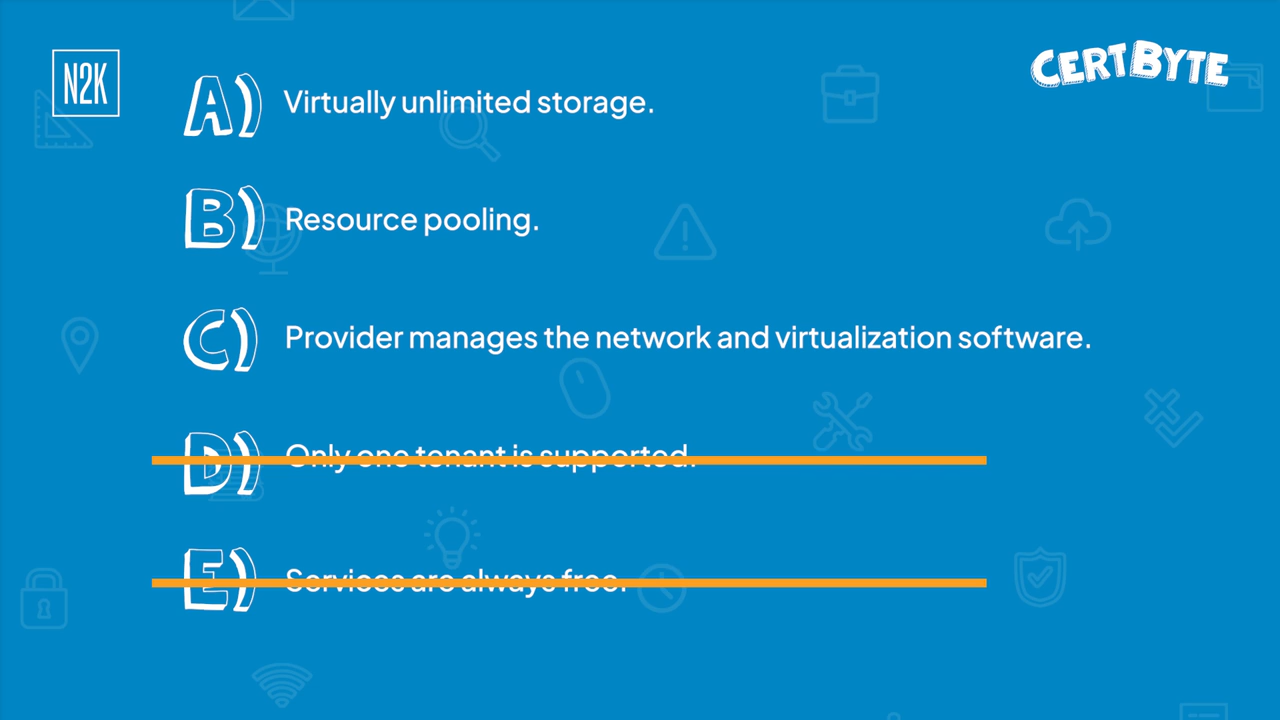 N2K
CERTBYTE
A) Virtually unlimited storage.
B) Resource pooling.
C) Provider manages the network and virtualization software.
D) Only one tenant is supported.
E) Services are always free.